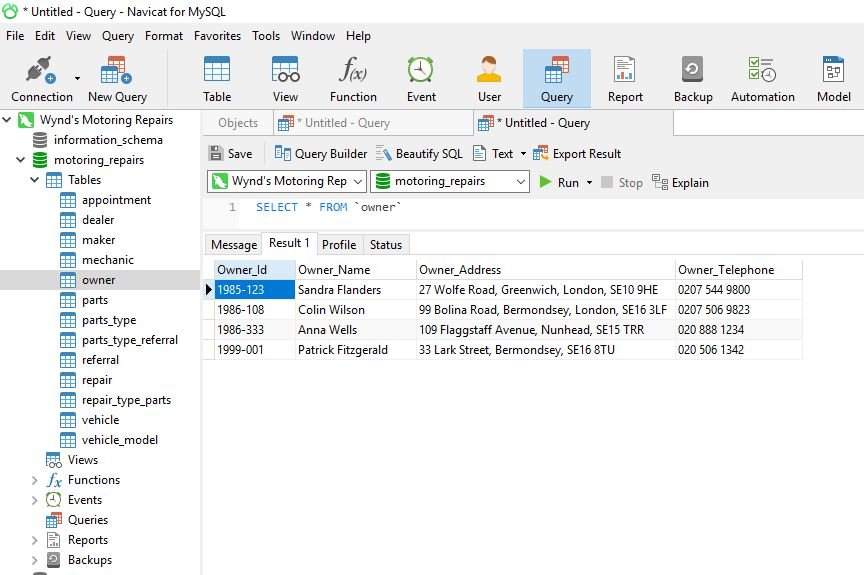 * Untitled - Query - Navicat for MySQL
File Edit View Query Format Favorites Tools Window Help
Connection New Query Table View Function Event User Query Report Backup Automation Model
Wynd's Motoring Repairs
information_schema
motoring_repairs
Tables
appointment
dealer
maker
mechanic
owner
parts
parts_type
parts_type_referral
referral
repair
repair_type_parts
vehicle
vehicle_model
Views
Functions
Events
Queries
Reports
Backups
Objects * Untitled - Query * Untitled - Query
Save Query Builder Beautify SQL Text Export Result
Wynd's Motoring Rep motoring_repairs Run Stop Explain
1 SELECT * FROM `owner`
Message Result 1 Profile Status
Owner_Id Owner_Name Owner_Address Owner_Telephone
1985-123 Sandra Flanders 27 Wolfe Road, Greenwich, London, SE10 9HE 0207 544 9800
1986-108 Colin Wilson 99 Bolina Road, Bermondsey, London, SE16 3LF 0207 506 9823
1986-333 Anna Wells 109 Flaggstaff Avenue, Nunhead, SE15 TRR 020 888 1234
1999-001 Patrick Fitzgerald 33 Lark Street, Bermondsey, SE16 8TU 020 506 1342